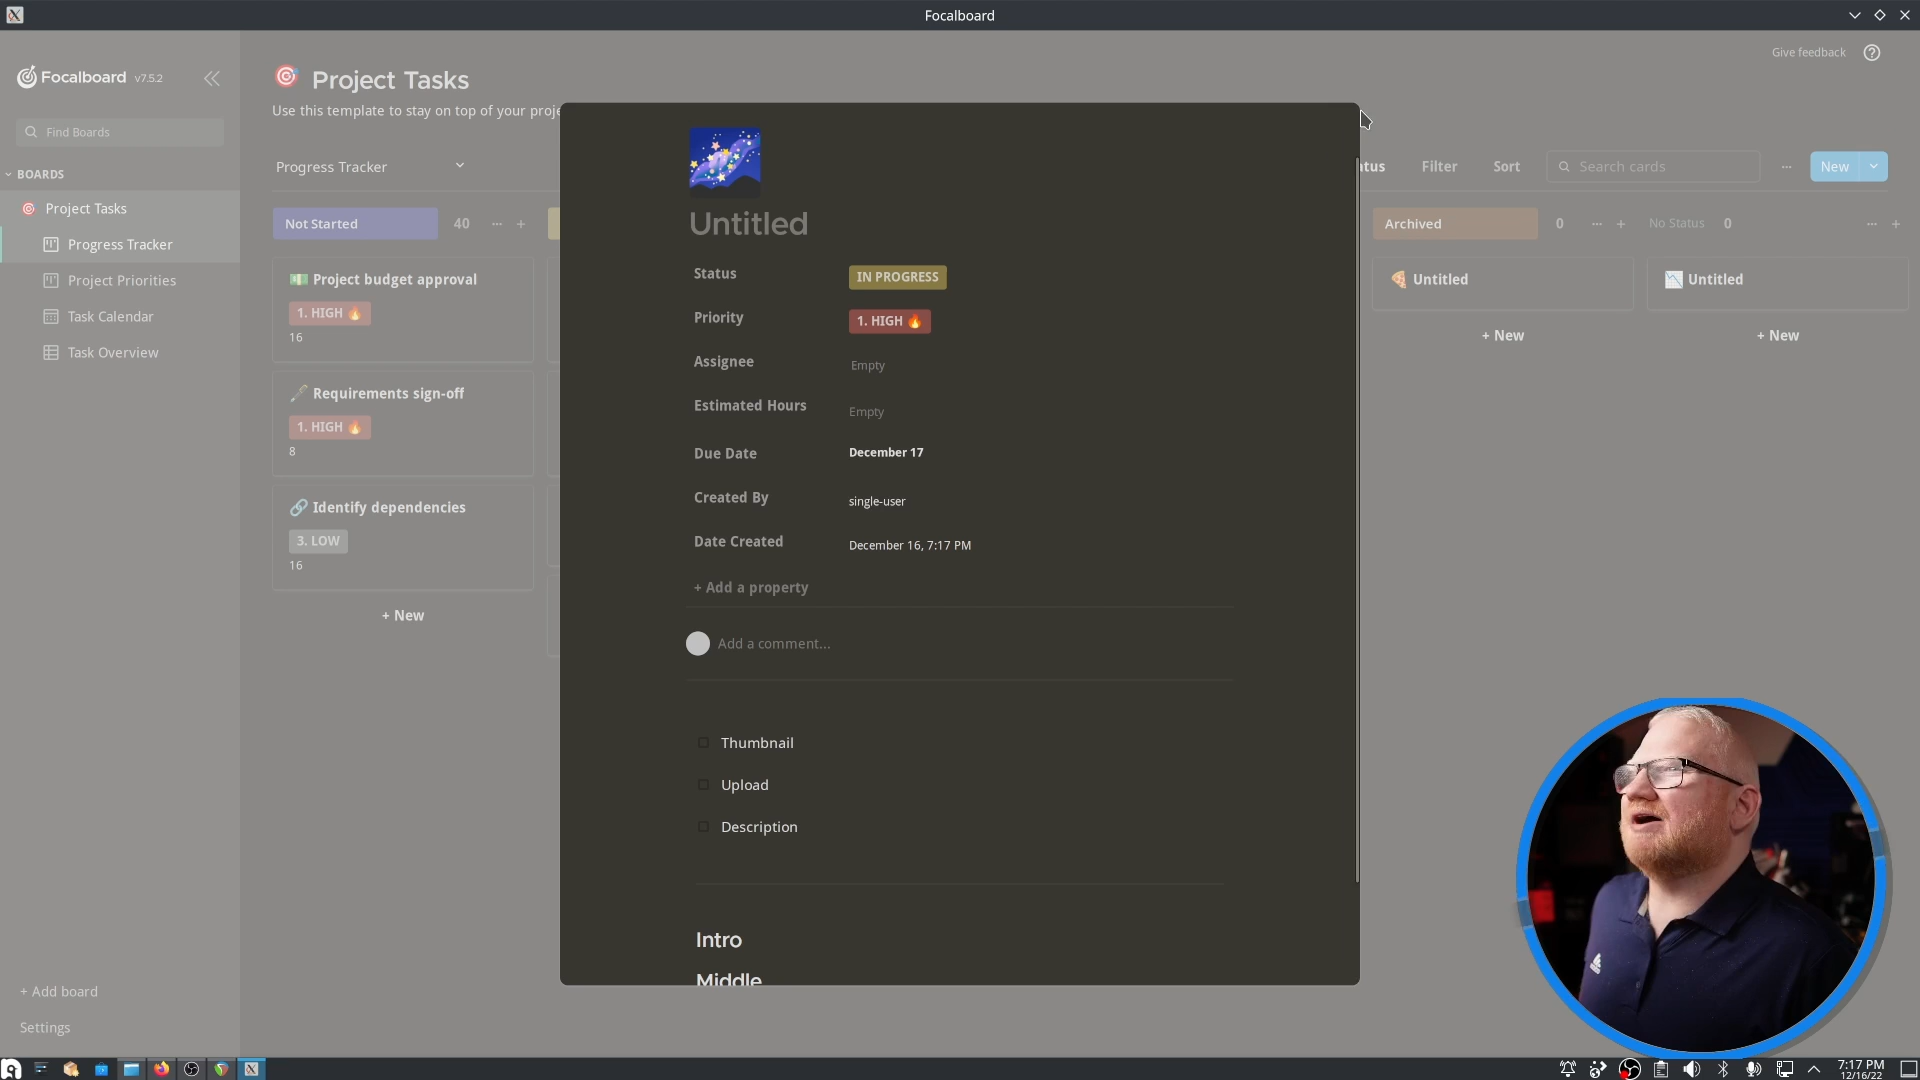 Focalboard
Give feedback
Focalboard v7.5.2
Project Tasks
Use this template to stay on top of your proje
Find Boards
BOARDS
Project Tasks
Progress Tracker
Project Priorities
Task Calendar
Task Overview
+ Add board
Settings
Progress Tracker
atus
Filter
Sort
Search cards
New
Not Started 40
Project budget approval
1. HIGH
16
Requirements sign-off
1. HIGH
8
Identify dependencies
3. LOW
16
+ New
Untitled
Status IN PROGRESS
Priority 1. HIGH
Assignee Empty
Estimated Hours Empty
Due Date December 17
Created By single-user
Date Created December 16, 7:17 PM
+ Add a property
Add a comment...
Thumbnail
Upload
Description
Intro
Middle
Archived 0
Untitled
+ New
No Status 0
Untitled
+ New
7:17 PM
12/16/22